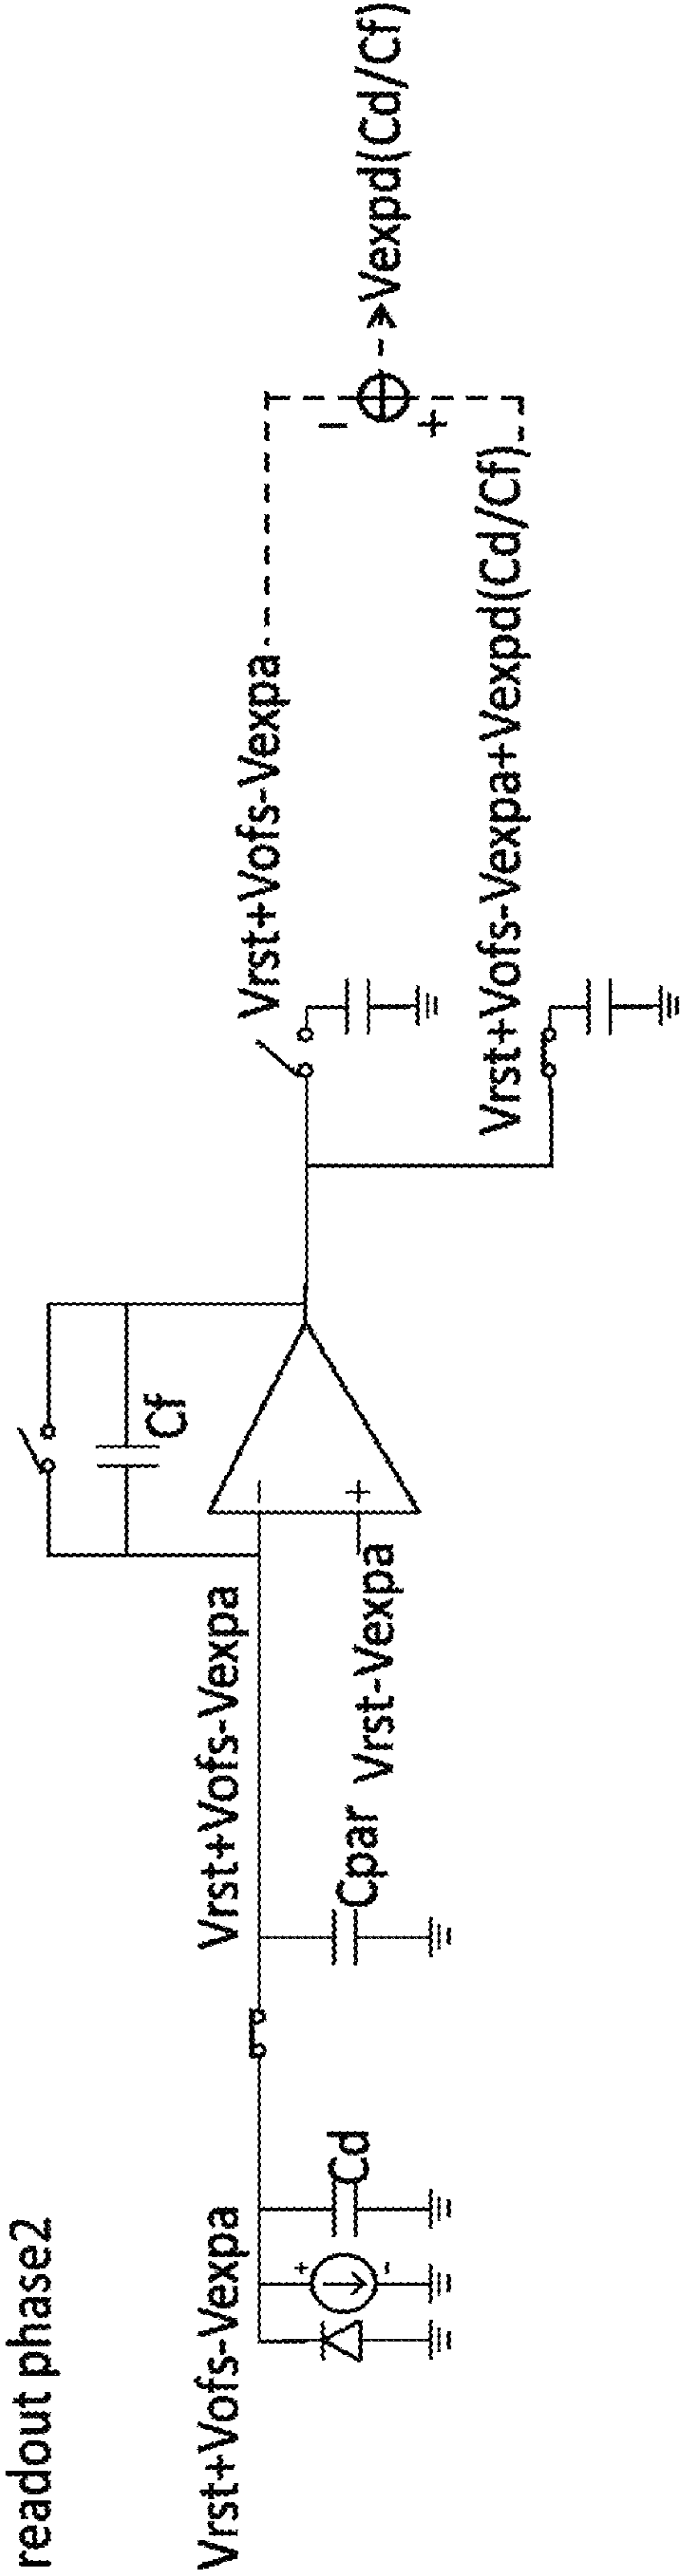 readout phase2
Vrst+Vofs-Vexpa
Cd
Vrst+Vofs-Vexpa
Cpar
Vrst-Vexpa
Cf
-
+
Vrst+Vofs-Vexpa
Vrst+Vofs-Vexpa+Vexpd(Cd/Cf)
-
+
Vexpd(Cd/Cf)
+
-